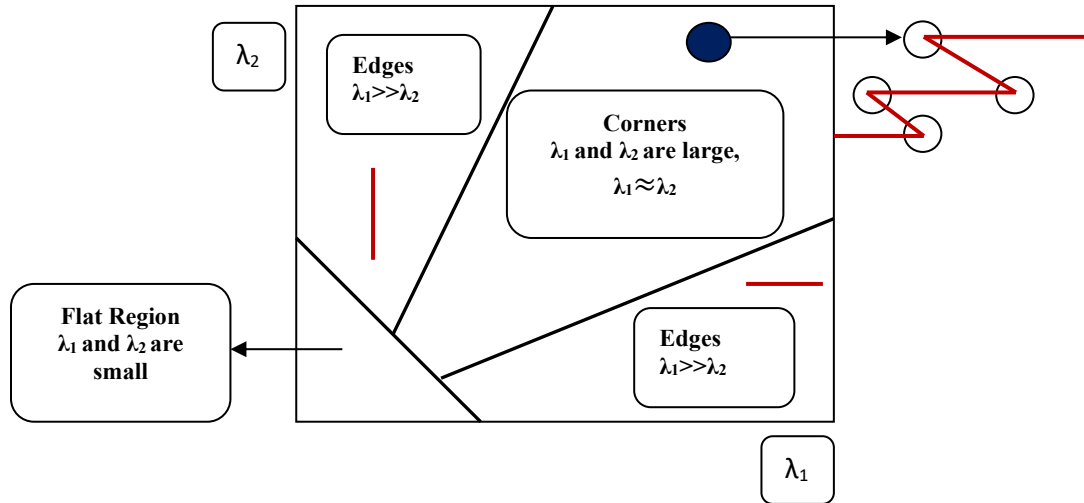 λ₂
Edges
λ₁>>λ₂
Corners
λ₁ and λ₂ are large,
λ₁≈λ₂
Flat Region
λ₁ and λ₂ are
small
Edges
λ₁>>λ₂
λ₁